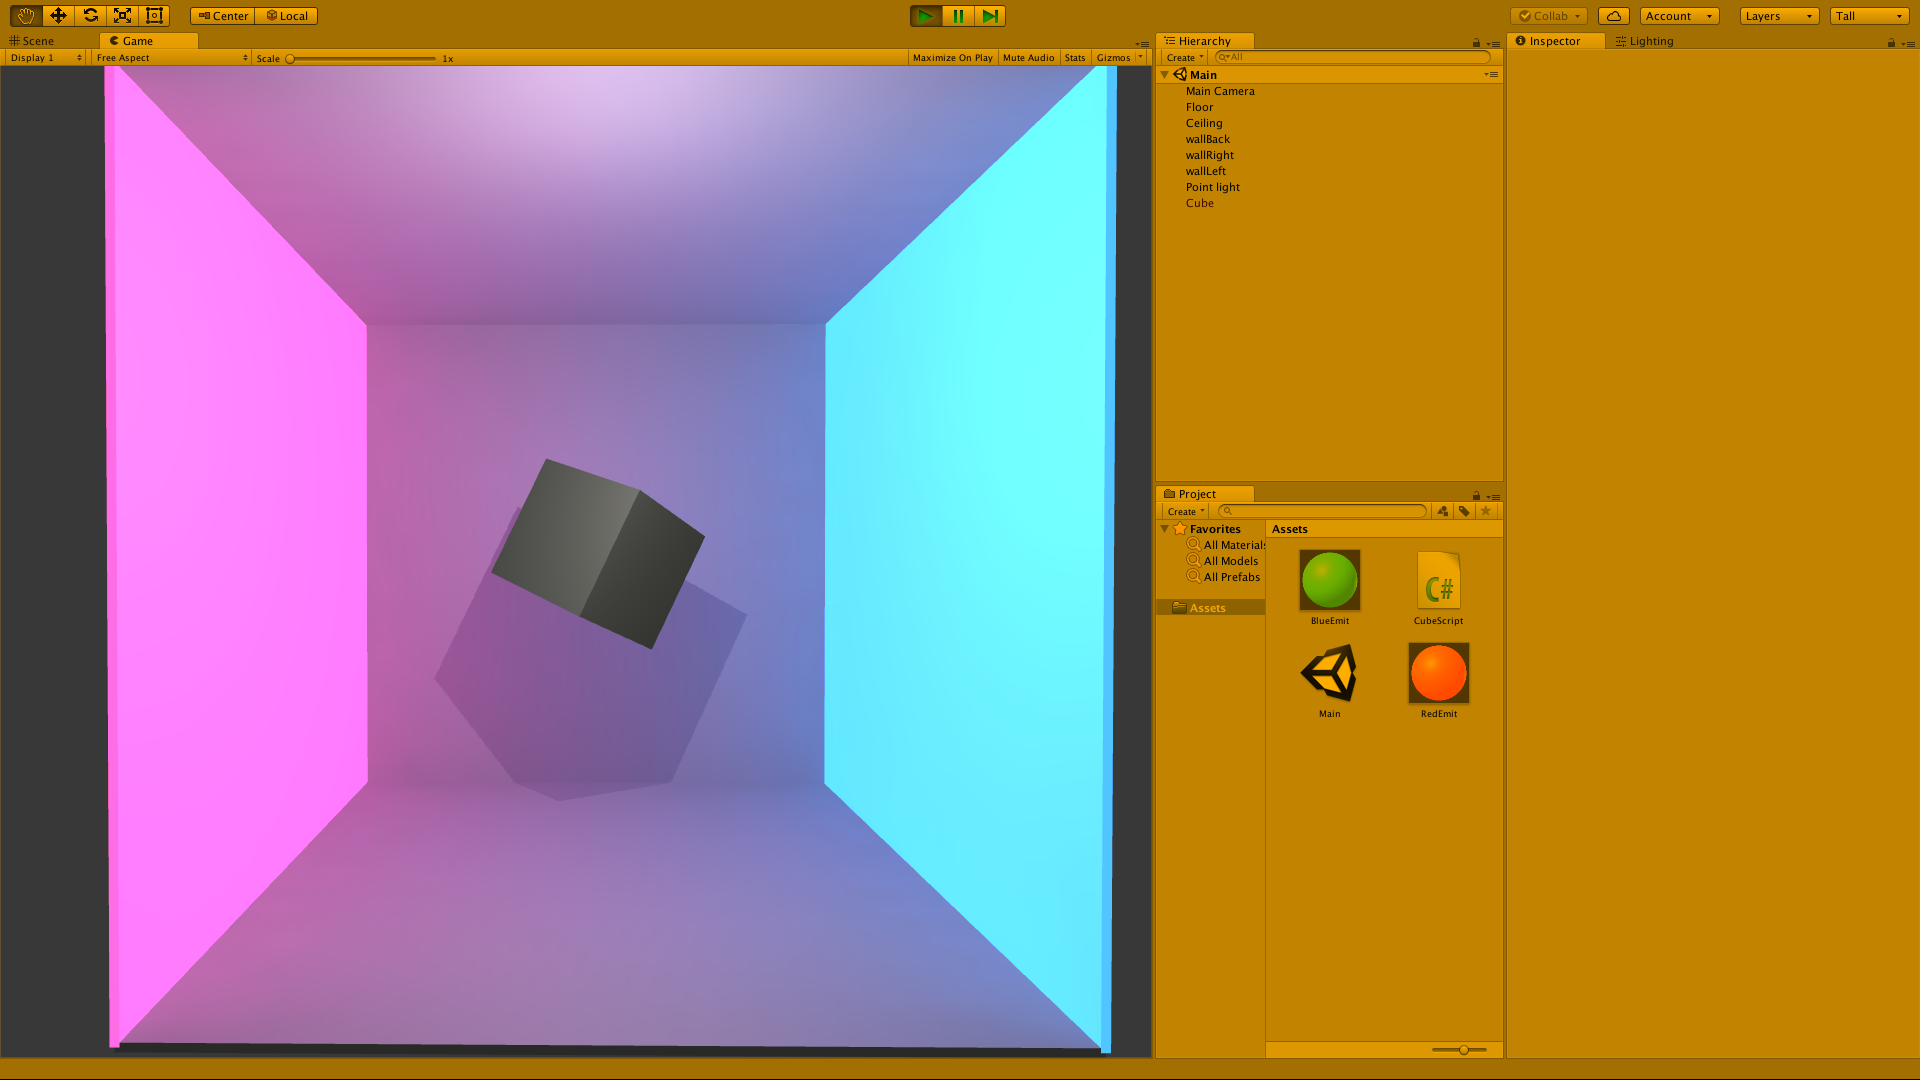 Center Local
Collab Account Layers Tall
Scene Game
Display 1 Free Aspect Scale 1x Maximize On Play Mute Audio Stats Gizmos
Hierarchy
Create All
Main
Main Camera
Floor
Ceiling
wallBack
wallRight
wallLeft
Point light
Cube
Project
Create
Favorites
All Materials
All Models
All Prefabs
Assets
Assets
BlueEmit
C#
CubeScript
Main
RedEmit
Inspector Lighting